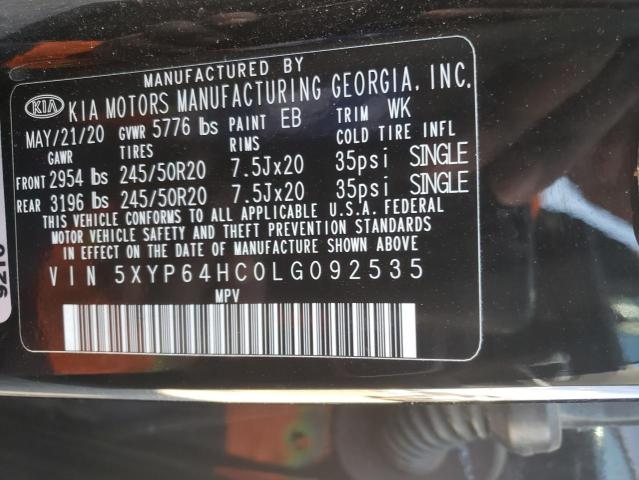 MANUFACTURED BY
KIA KIA MOTORS MANUFACTURING GEORGIA, INC.
MAY/21/20 GVWR 5776 lbs PAINT EB TRIM WK
GAWR TIRES RIMS COLD TIRE INFL
FRONT 2954 lbs 245/50R20 7.5Jx20 35psi SINGLE
REAR 3196 lbs 245/50R20 7.5Jx20 35psi SINGLE
THIS VEHICLE CONFORMS TO ALL APPLICABLE U.S.A. FEDERAL
MOTOR VEHICLE SAFETY AND THEFT PREVENTION STANDARDS
IN EFFECT ON THE DATE OF MANUFACTURE SHOWN ABOVE.
VIN 5XYP64HC0LG092535
MPV